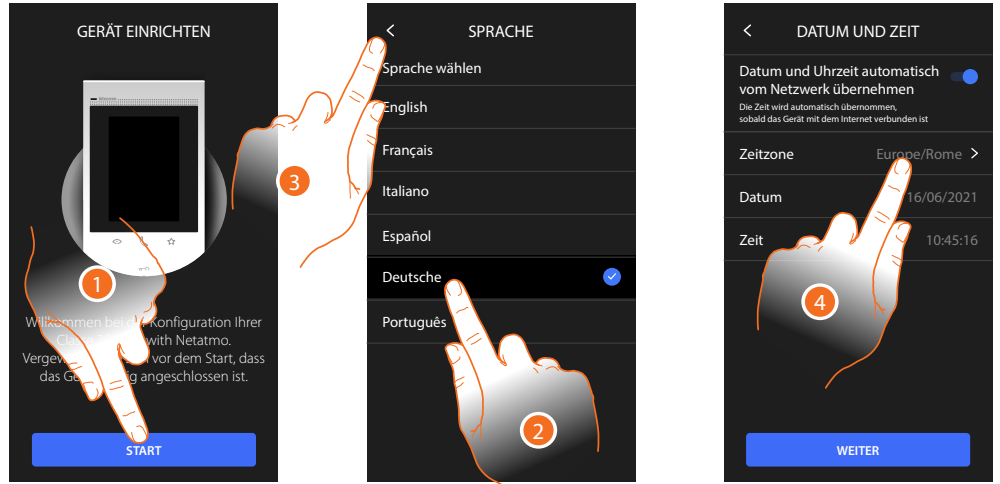 GERÄT EINRICHTEN
Willkommen bei der Konfiguration Ihrer
with Netatmo.
vor dem Start, dass
das angeschlossen ist.
START
1
SPRACHE
Sprache wählen
English
Français
Italiano
Español
Deutsche
Português
3
2
DATUM UND ZEIT
Datum und Uhrzeit automatisch
vom Netzwerk übernehmen
Die Zeit wird automatisch übernommen,
sobald das Gerät mit dem Internet verbunden ist
Zeitzone Europe/Rome >
Datum 16/06/2021
Zeit 10:45:16
4
WEITER